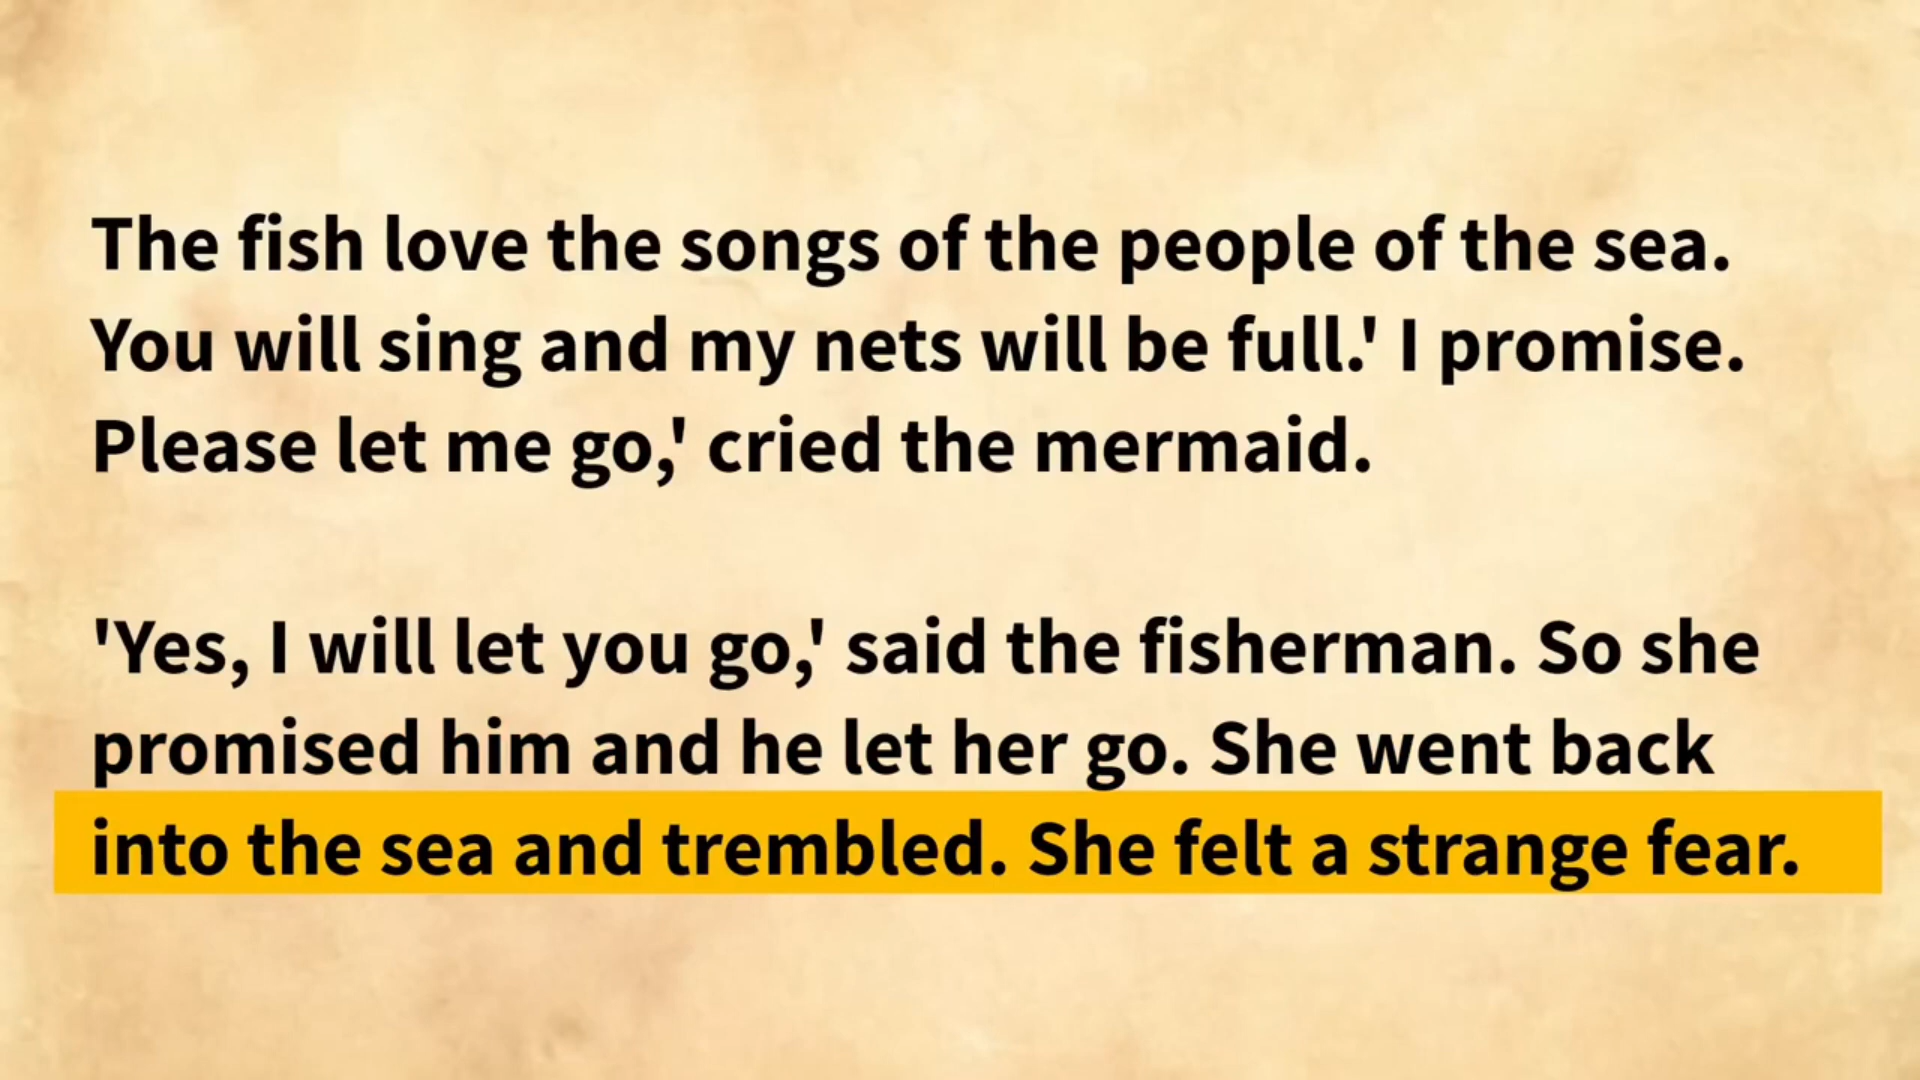 The fish love the songs of the people of the sea.
You will sing and my nets will be full.' I promise.
Please let me go,' cried the mermaid.
'Yes, I will let you go,' said the fisherman. So she
promised him and he let her go. She went back
into the sea and trembled. She felt a strange fear.